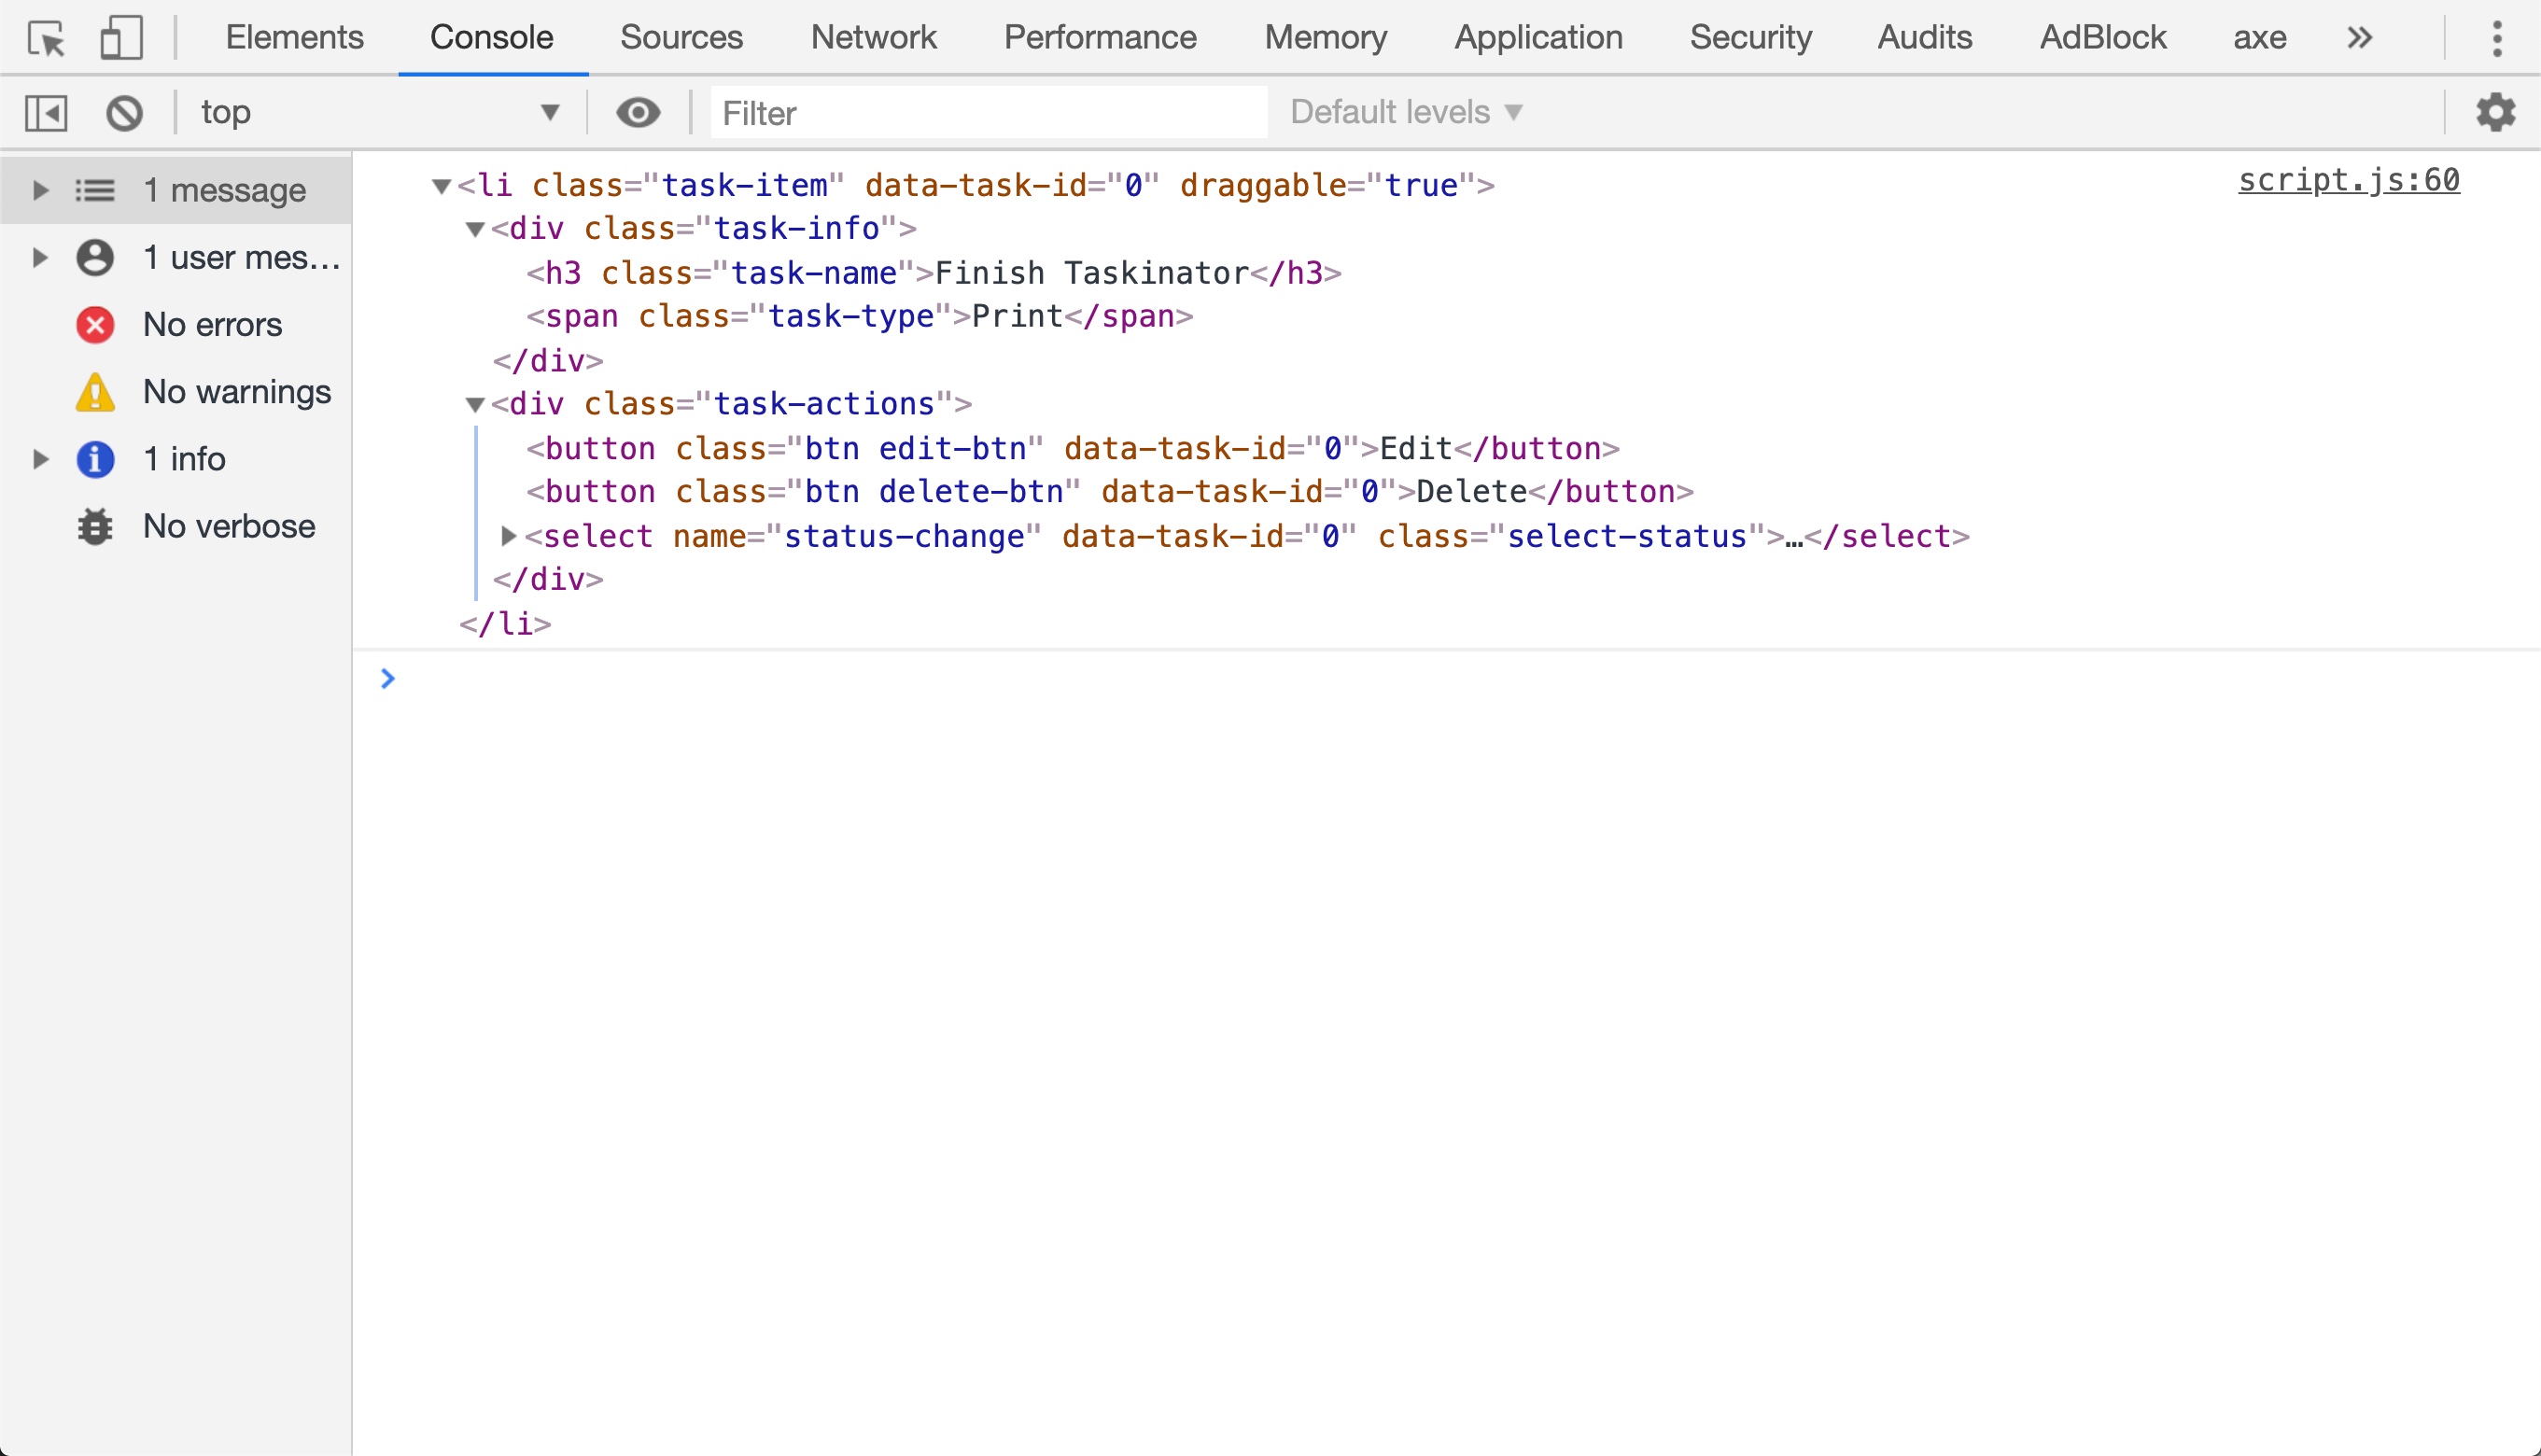 Elements Console Sources Network Performance Memory Application Security Audits AdBlock axe »
top Filter Default levels
1 message
1 user mes…
No errors
No warnings
1 info
No verbose
<li class="task-item" data-task-id="0" draggable="true"> script.js:60
<div class="task-info">
<h3 class="task-name">Finish Taskinator</h3>
<span class="task-type">Print</span>
</div>
<div class="task-actions">
<button class="btn edit-btn" data-task-id="0">Edit</button>
<button class="btn delete-btn" data-task-id="0">Delete</button>
<select name="status-change" data-task-id="0" class="select-status">…</select>
</div>
</li>